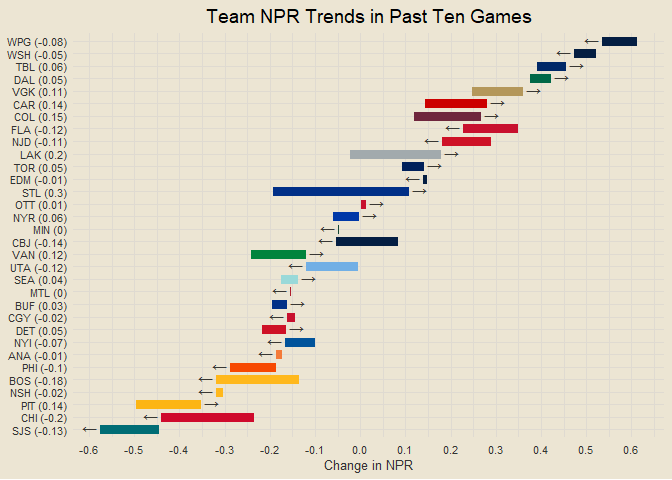 Team NPR Trends in Past Ten Games
WPG (-0.08)
WSH (-0.05)
TBL (0.06)
DAL (0.05)
VGK (0.11)
CAR (0.14)
COL (0.15)
FLA (-0.12)
NJD (-0.11)
LAK (0.2)
TOR (0.05)
EDM (-0.01)
STL (0.3)
OTT (0.01)
NYR (0.06)
MIN (0)
CBJ (-0.14)
VAN (0.12)
UTA (-0.12)
SEA (0.04)
MTL (0)
BUF (0.03)
CGY (-0.02)
DET (0.05)
NYI (-0.07)
ANA (-0.01)
PHI (-0.1)
BOS (-0.18)
NSH (-0.02)
PIT (0.14)
CHI (-0.2)
SJS (-0.13)
-0.6 -0.5 -0.4 -0.3 -0.2 -0.1 0.0 0.1 0.2 0.3 0.4 0.5 0.6
Change in NPR